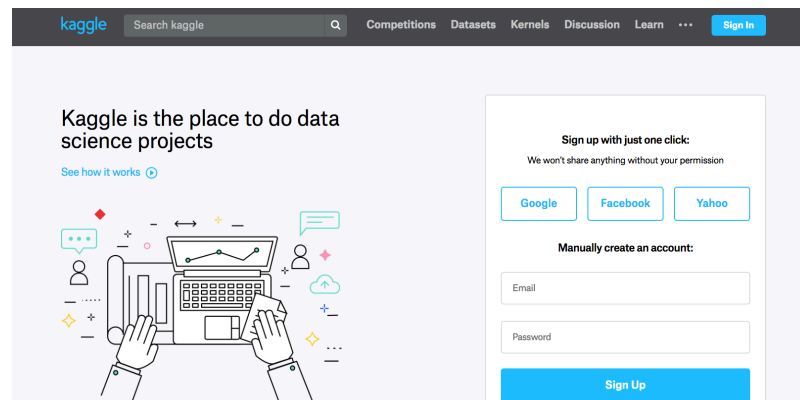 kaggle Search kaggle Competitions Datasets Kernels Discussion Learn ••• Sign In
Kaggle is the place to do data
science projects
See how it works
Sign up with just one click:
We won't share anything without your permission
Google Facebook Yahoo
Manually create an account:
Email
Password
Sign Up